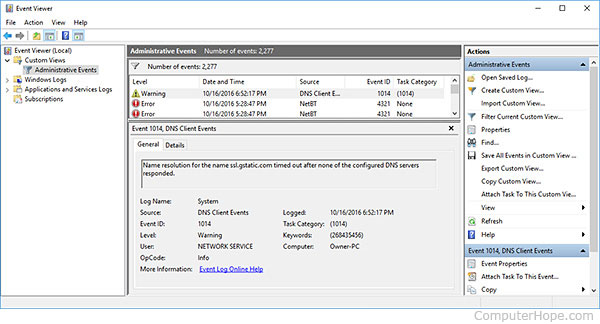 Event Viewer
File Action View Help
Event Viewer (Local)
Custom Views
Administrative Events
Windows Logs
Applications and Services Logs
Subscriptions
Administrative Events Number of events: 2,277
Number of events: 2,277
Level Date and Time Source Event ID Task Category
Warning 10/16/2016 6:52:17 PM DNS Client E... 1014 (1014)
Error 10/16/2016 5:28:47 PM NetBT 4321 None
Error 10/16/2016 5:28:47 PM NetBT 4321 None
Event 1014, DNS Client Events
General Details
Name resolution for the name ssl.gstatic.com timed out after none of the configured DNS servers
responded.
Log Name: System
Source: DNS Client Events Logged: 10/16/2016 6:52:17 PM
Event ID: 1014 Task Category: (1014)
Level: Warning Keywords: (268435456)
User: NETWORK SERVICE Computer: Owner-PC
OpCode: Info
More Information: Event Log Online Help
Actions
Administrative Events
Open Saved Log...
Create Custom View...
Import Custom View...
Filter Current Custom View...
Properties
Find...
Save All Events in Custom View ...
Export Custom View...
Copy Custom View...
Attach Task To This Custom View...
View
Refresh
Help
Event 1014, DNS Client Events
Event Properties
Attach Task To This Event...
Copy
ComputerHope.com